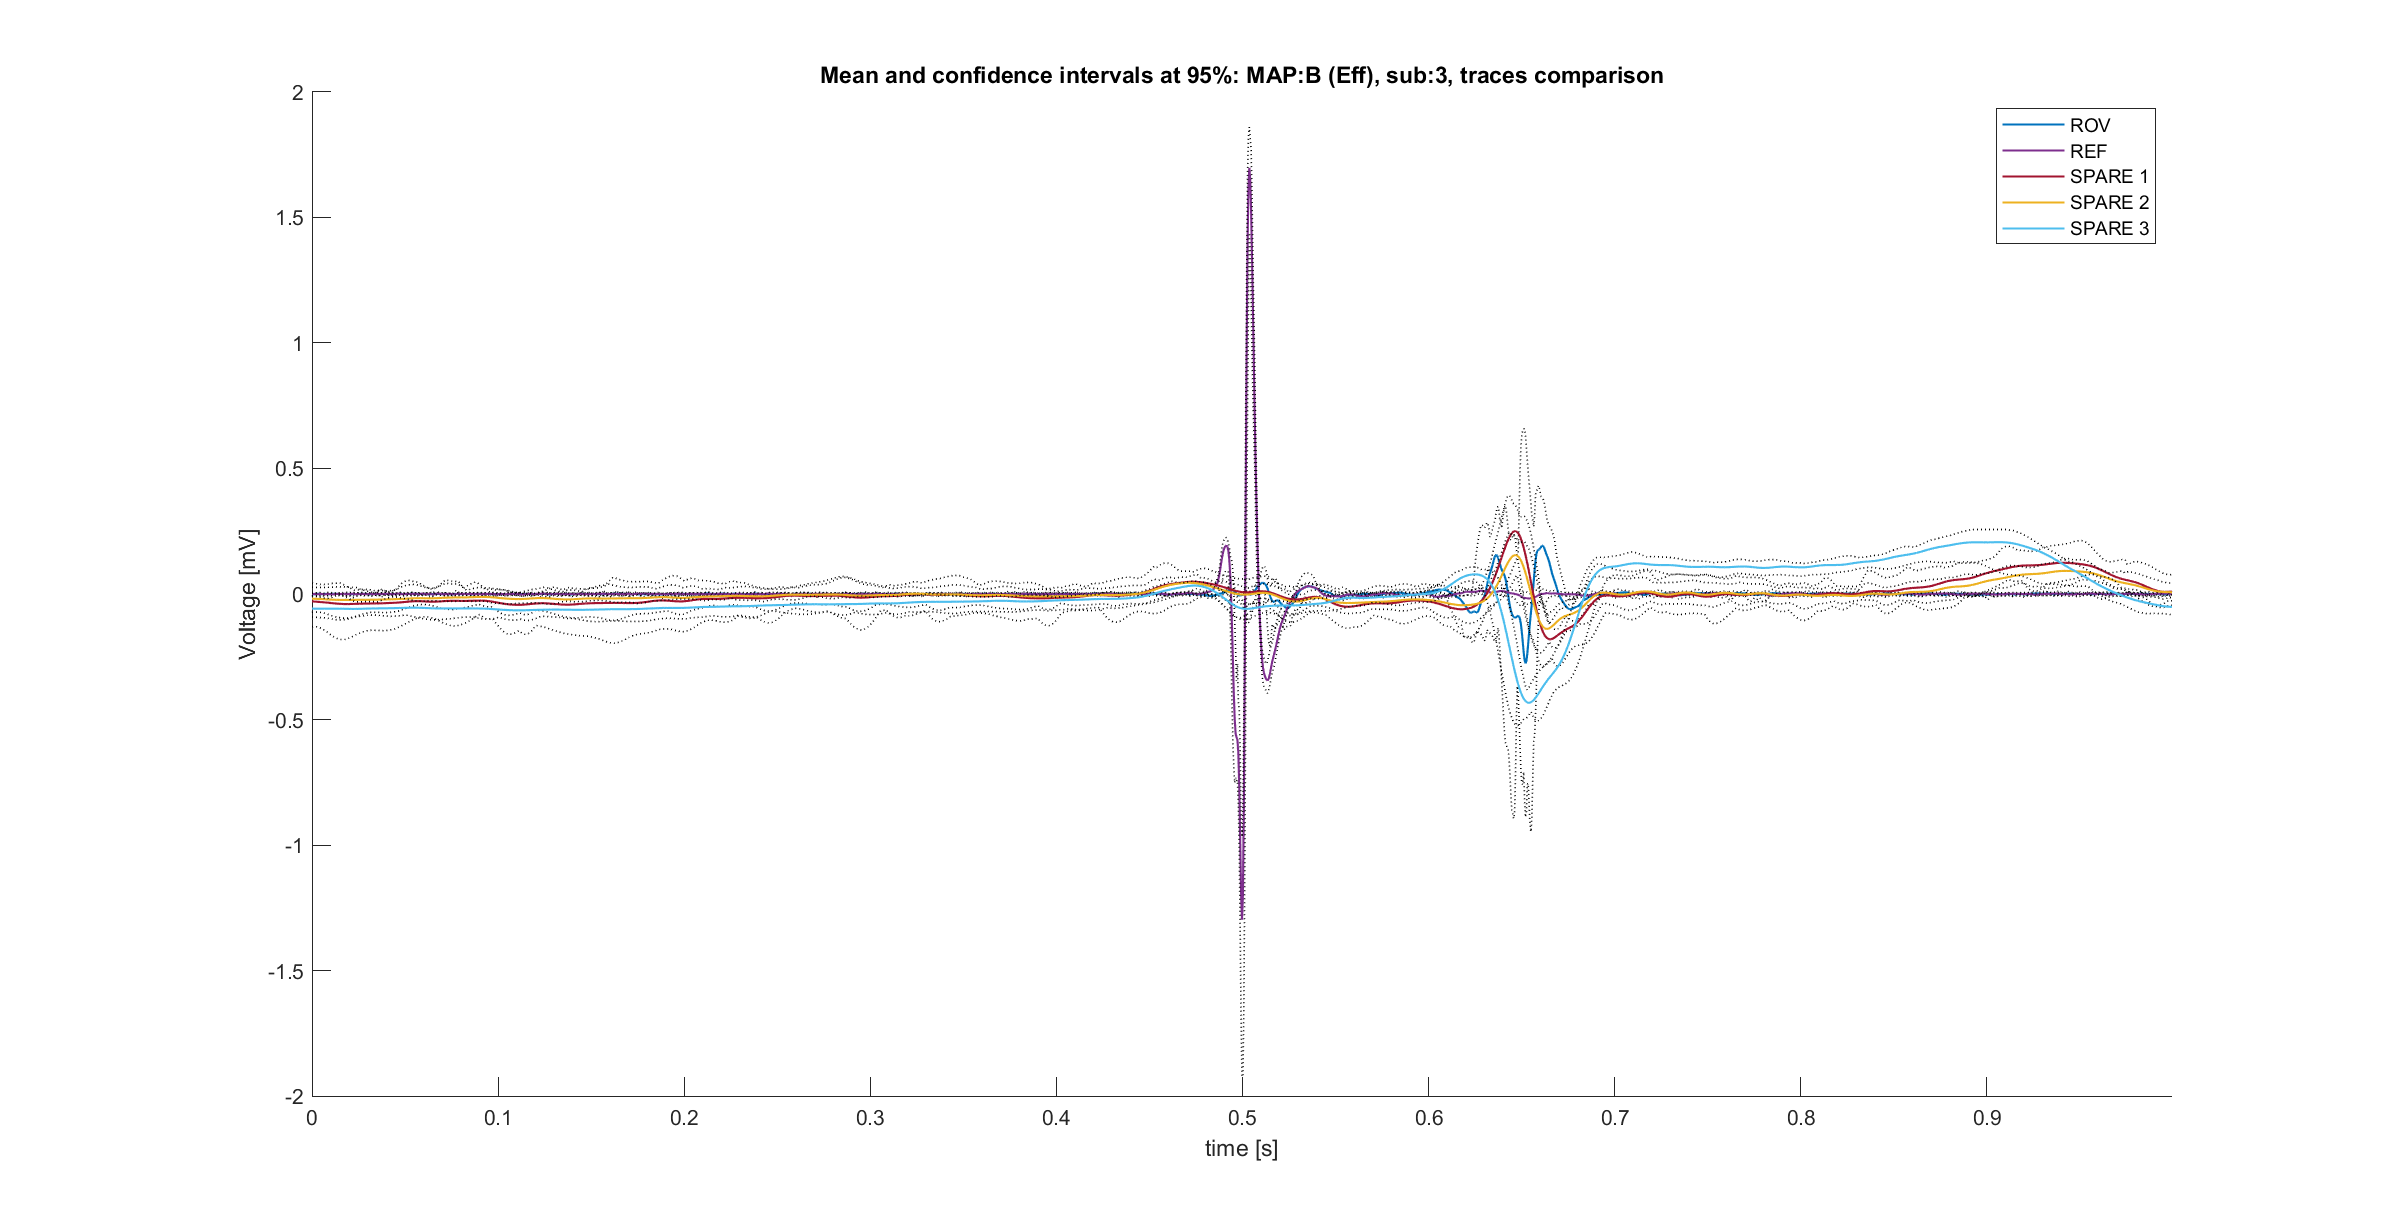 Mean and confidence intervals at 95%: MAP:B (Eff), sub:3, traces comparison
ROV
REF
SPARE 1
SPARE 2
SPARE 3
Voltage [mV]
2
1.5
1
0.5
0
-0.5
-1
-1.5
-2
0 0.1 0.2 0.3 0.4 0.5 0.6 0.7 0.8 0.9
time [s]